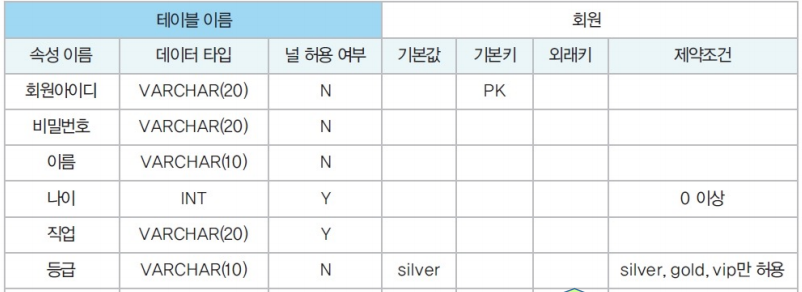 테이블 이름 회원
속성 이름 데이터 타입 널 허용 여부 기본값 기본키 외래키 제약조건
회원아이디 VARCHAR(20) N PK
비밀번호 VARCHAR(20) N
이름 VARCHAR(10) N
나이 INT Y 0 이상
직업 VARCHAR(20) Y
등급 VARCHAR(10) N silver silver, gold, vip만 허용